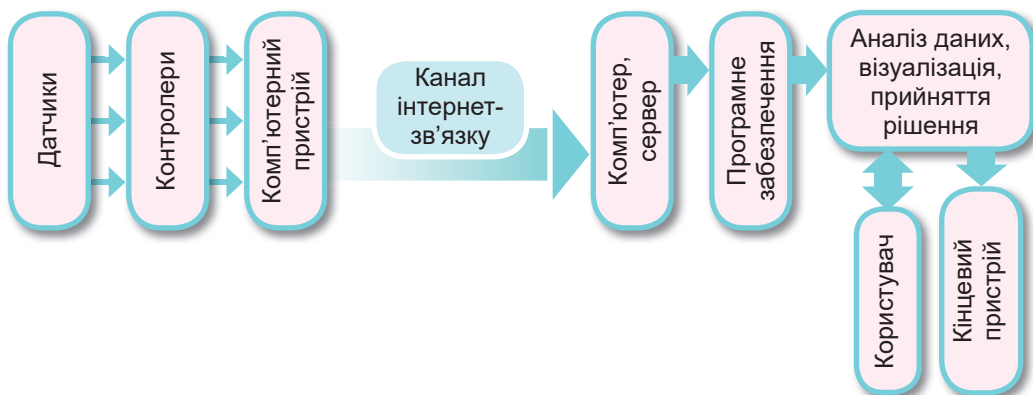 Датчики
Контролери
Комп'ютерний
пристрій
Канал
інтернет-
зв'язку
Комп'ютер,
сервер
Програмне
забезпечення
Аналіз даних,
візуалізація,
прийняття
рішення
Користувач
Кінцевий
пристрій